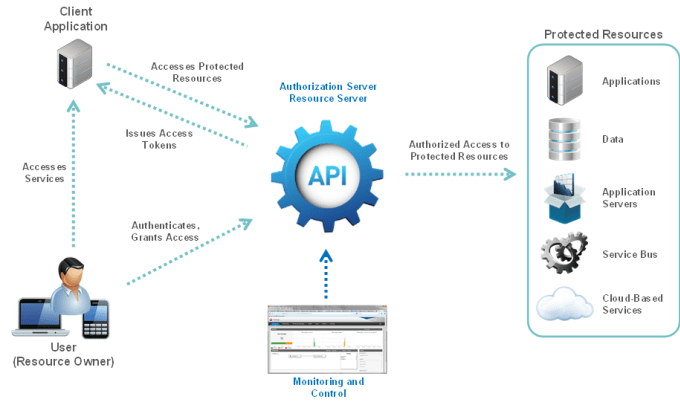 Client
Application
Accesses Protected
Resources
Issues Access
Tokens
Accesses
Services
Authenticates,
Grants Access
User
(Resource Owner)
Authorization Server
Resource Server
API
Monitoring and
Control
Authorized Access to
Protected Resources
Protected Resources
Applications
Data
Application
Servers
Service Bus
Cloud-Based
Services